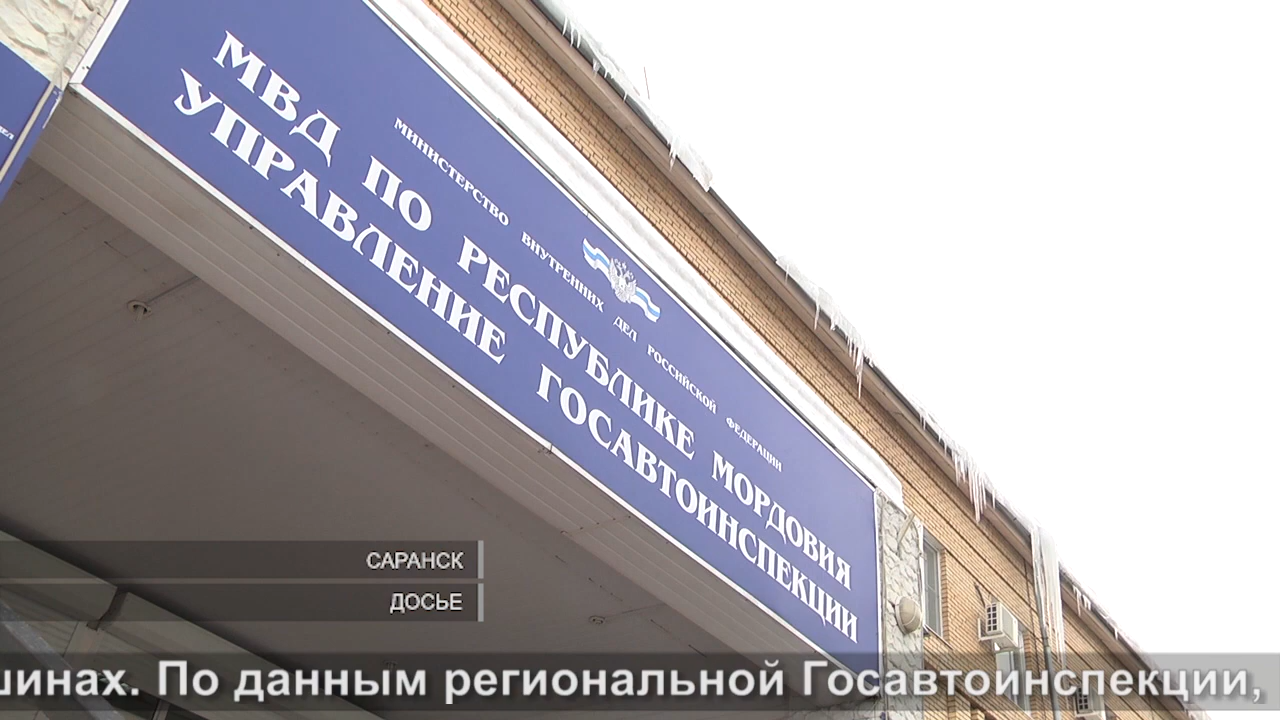 МИНИСТЕРСТВО ВНУТРЕННИХ ДЕЛ РОССИЙСКОЙ ФЕДЕРАЦИИ
МВД ПО РЕСПУБЛИКЕ МОРДОВИЯ
УПРАВЛЕНИЕ ГОСАВТОИНСПЕКЦИИ
САРАНСК
ДОСЬЕ
шинах. По данным региональной Госавтоинспекции,